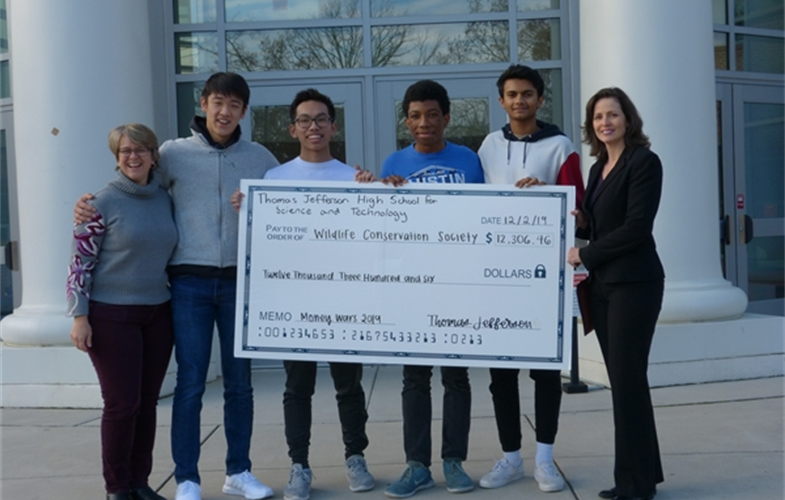 Thomas Jefferson High School for
Science and Technology
DATE 12/2/19
PAY TO THE
ORDER OF Wildlife Conservation Society $ 12,306.46
Twelve Thousand Three Hundred and six DOLLARS
MEMO Money Wars 2019 Thomas Jefferson
:001234653 : 21675433213 :0213
AUSTIN